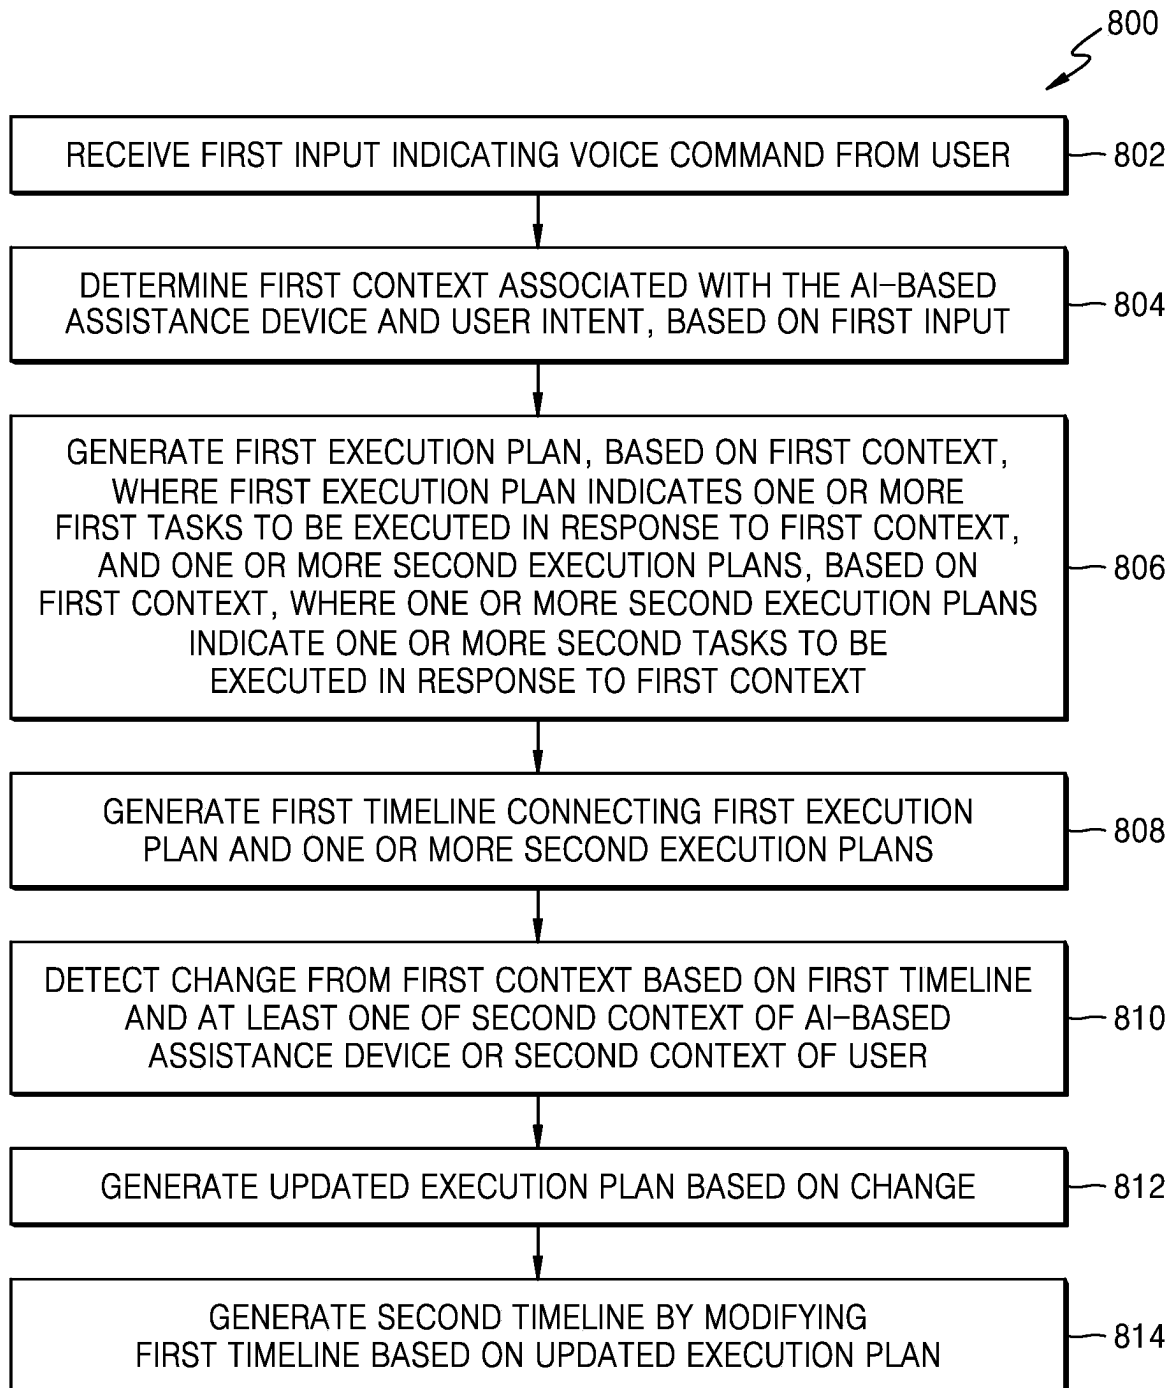 800
RECEIVE FIRST INPUT INDICATING VOICE COMMAND FROM USER
802
DETERMINE FIRST CONTEXT ASSOCIATED WITH THE AI-BASED
ASSISTANCE DEVICE AND USER INTENT, BASED ON FIRST INPUT
804
GENERATE FIRST EXECUTION PLAN, BASED ON FIRST CONTEXT,
WHERE FIRST EXECUTION PLAN INDICATES ONE OR MORE
FIRST TASKS TO BE EXECUTED IN RESPONSE TO FIRST CONTEXT,
AND ONE OR MORE SECOND EXECUTION PLANS, BASED ON
FIRST CONTEXT, WHERE ONE OR MORE SECOND EXECUTION PLANS
INDICATE ONE OR MORE SECOND TASKS TO BE
EXECUTED IN RESPONSE TO FIRST CONTEXT
806
GENERATE FIRST TIMELINE CONNECTING FIRST EXECUTION
PLAN AND ONE OR MORE SECOND EXECUTION PLANS
808
DETECT CHANGE FROM FIRST CONTEXT BASED ON FIRST TIMELINE
AND AT LEAST ONE OF SECOND CONTEXT OF AI-BASED
ASSISTANCE DEVICE OR SECOND CONTEXT OF USER
810
GENERATE UPDATED EXECUTION PLAN BASED ON CHANGE
812
GENERATE SECOND TIMELINE BY MODIFYING
FIRST TIMELINE BASED ON UPDATED EXECUTION PLAN
814